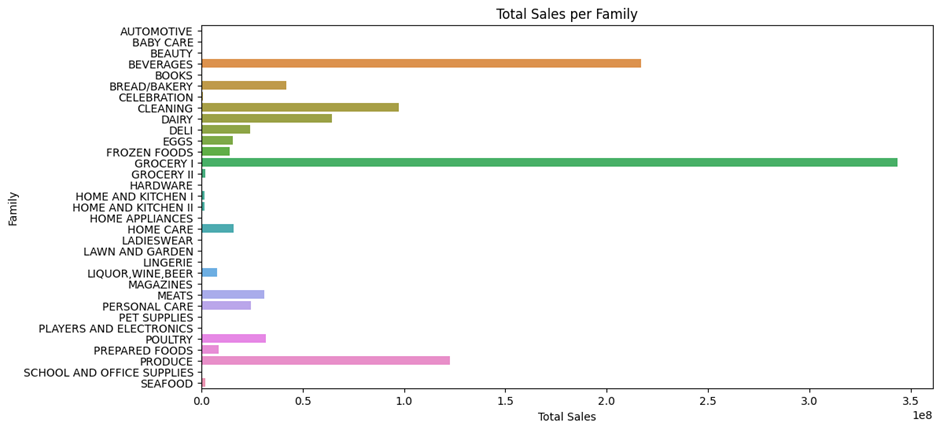 Total Sales per Family
AUTOMOTIVE
BABY CARE
BEAUTY
BEVERAGES
BOOKS
BREAD/BAKERY
CELEBRATION
CLEANING
DAIRY
DELI
EGGS
FROZEN FOODS
GROCERY I
GROCERY II
HARDWARE
HOME AND KITCHEN I
HOME AND KITCHEN II
HOME APPLIANCES
HOME CARE
LADIESWEAR
LAWN AND GARDEN
LINGERIE
LIQUOR,WINE,BEER
MAGAZINES
MEATS
PERSONAL CARE
PET SUPPLIES
PLAYERS AND ELECTRONICS
POULTRY
PREPARED FOODS
PRODUCE
SCHOOL AND OFFICE SUPPLIES
SEAFOOD
Family
0.0 0.5 1.0 1.5 2.0 2.5 3.0 3.5
1e8
Total Sales